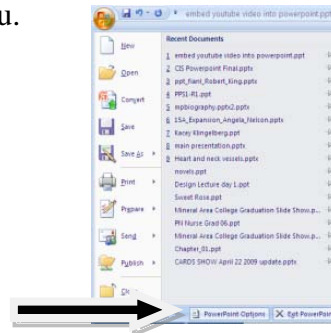 u.
embed youtube video into powerpoint.ppt
New
Open
Convert
Save
Save As
Print
Prepare
Send
Publish
Recent Documents
1 embed youtube video into powerpoint.ppt
2 CIS Powerpoint Final.pptx
3 ppt_Kent_Robert_King.pptx
4 PPS1-R1.ppt
5 mpbiography.pptx2.pptx
6 15A_Expansion_Angela_Nelson.pptx
7 Kacey Klingelberg.ppt
8 main presentation.pptx
9 Heart and neck vessels.pptx
novels.ppt
Design Lecture day 1.ppt
Sweet Rose.ppt
Mineral Area College Graduation Slide Show.p...
PN Nurse Grad 06.ppt
Mineral Area College Graduation Slide Show.p...
Chapter_01.ppt
CARDS SHOW April 22 2009 update.pptx
PowerPoint Options
Exit PowerPoin